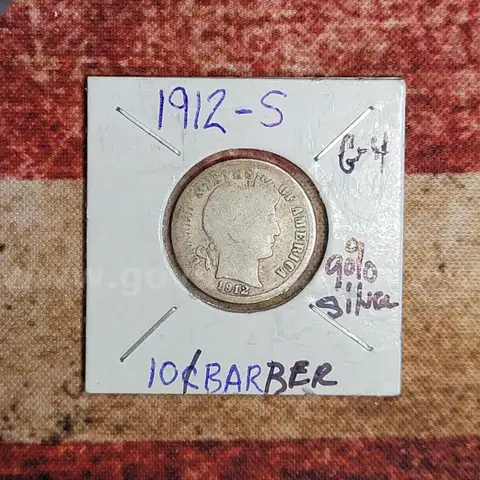 1912-S
G-4
UNITED STATES OF AMERICA
1912
90%
silver
10¢ BARBER